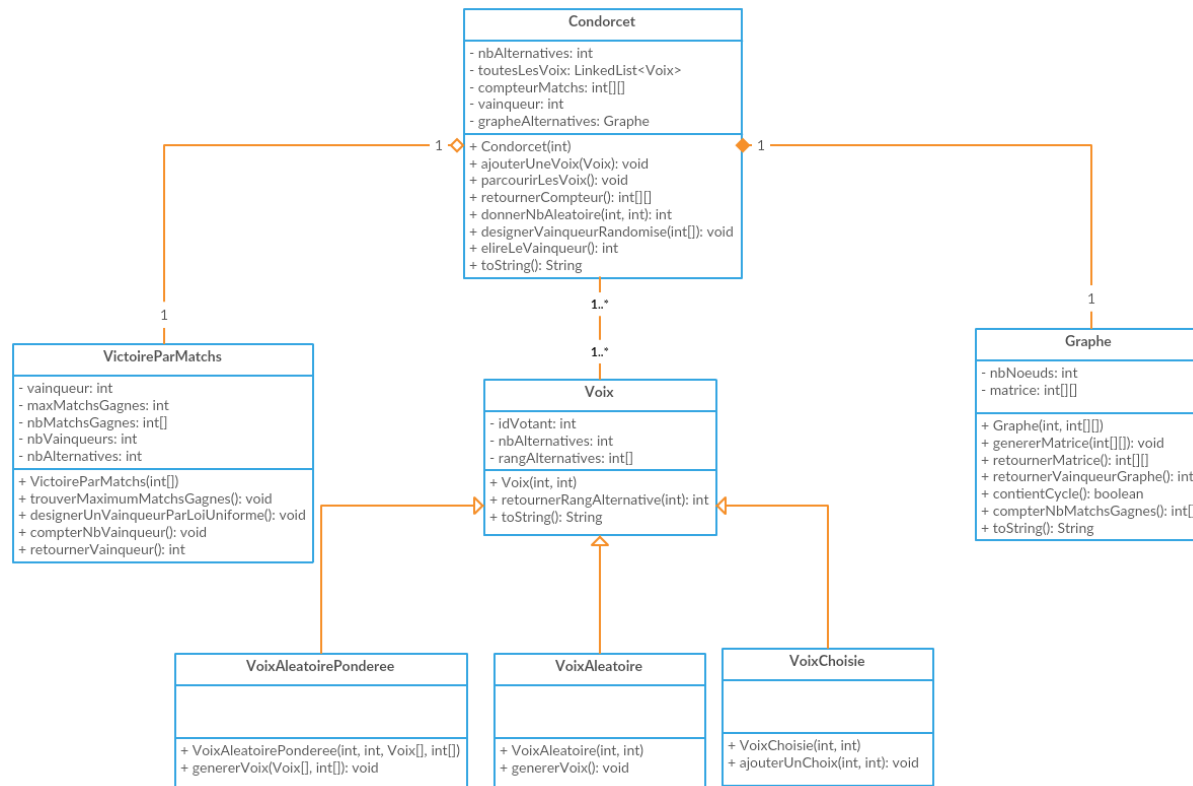 Condorcet
- nbAlternatives: int
- toutesLesVoix: LinkedList<Voix>
- compteurMatchs: int[][]
- vainqueur: int
- grapheAlternatives: Graphe
+ Condorcet(int)
+ ajouterUneVoix(Voix): void
+ parcourirLesVoix(): void
+ retournerCompteur(): int[][]
+ donnerNbAleatoire(int, int): int
+ designerVainqueurRandomise(int[]): void
+ elireLeVainqueur(): int
+ toString(): String
1
1
1..*
1
1
1..*
VictoireParMatchs
- vainqueur: int
- maxMatchsGagnes: int
- nbMatchsGagnes: int[]
- nbVainqueurs: int
- nbAlternatives: int
+ VictoireParMatchs(int[])
+ trouverMaximumMatchsGagnes(): void
+ designerUnVainqueurParLoiUniforme(): void
+ compterNbVainqueur(): void
+ retournerVainqueur(): int
Voix
- idVotant: int
- nbAlternatives: int
- rangAlternatives: int[]
+ Voix(int, int)
+ retournerRangAlternative(int): int
+ toString(): String
Graphe
- nbNoeuds: int
- matrice: int[][]
+ Graphe(int, int[][])
+ genererMatrice(int[][]): void
+ retournerMatrice(): int[][]
+ retournerVainqueurGraphe(): int
+ contientCycle(): boolean
+ compterNbMatchsGagnes(): int[
+ toString(): String
VoixAleatoirePonderee
+ VoixAleatoirePonderee(int, int, Voix[], int[])
+ genererVoix(Voix[], int[]): void
VoixAleatoire
+ VoixAleatoire(int, int)
+ genererVoix(): void
VoixChoisie
+ VoixChoisie(int, int)
+ ajouterUnChoix(int, int): void